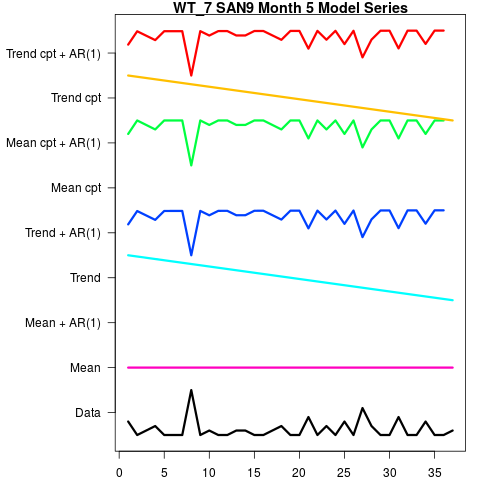 WT_7 SAN9 Month 5 Model Series
Trend cpt + AR(1)
Trend cpt
Mean cpt + AR(1)
Mean cpt
Trend + AR(1)
Trend
Mean + AR(1)
Mean
Data
0 5 10 15 20 25 30 35